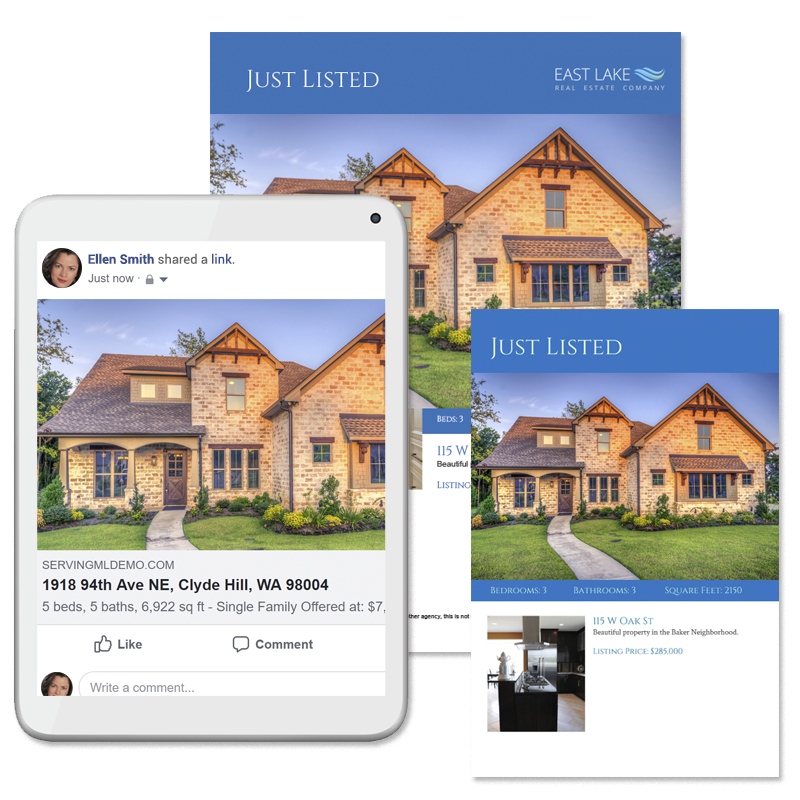 JUST LISTED
EAST LAKE
REAL ESTATE COMPANY
BEDS: 3
115 W
Beautiful
LISTING
ther agency, this is not
Ellen Smith shared a link.
Just now
SERVINGMLDEMO.COM
1918 94th Ave NE, Clyde Hill, WA 98004
5 beds, 5 baths, 6,922 sq ft - Single Family Offered at: $7,
Like
Comment
Write a comment...
JUST LISTED
BEDROOMS: 3 BATHROOMS: 3 SQUARE FEET: 2150
115 W OAK ST
Beautiful property in the Baker Neighborhood.
LISTING PRICE: $285,000